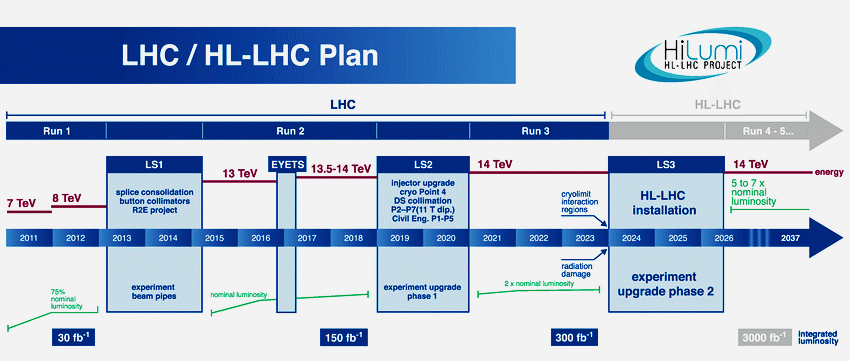 LHC / HL-LHC Plan
HiLumi
HL-LHC PROJECT
LHC
HL-LHC
Run 1
Run 2
Run 3
Run 4 - 5...
LS1
EYETS
LS2
LS3
7 TeV
8 TeV
splice consolidation
button collimators
R2E project
13 TeV
13.5-14 TeV
injector upgrade
cryo Point 4
DS collimation
P2–P7(11 T dip.)
Civil Eng. P1-P5
14 TeV
cryolimit
interaction
regions
HL-LHC
installation
14 TeV
energy
5 to 7 x
nominal
luminosity
2011 2012 2013 2014 2015 2016 2017 2018 2019 2020 2021 2022 2023 2024 2025 2026 2037
75%
nominal
luminosity
experiment
beam pipes
nominal luminosity
experiment upgrade
phase 1
2 x nominal luminosity
radiation
damage
experiment
upgrade phase 2
30 fb-1
150 fb-1
300 fb-1
3000 fb-1
integrated
luminosity